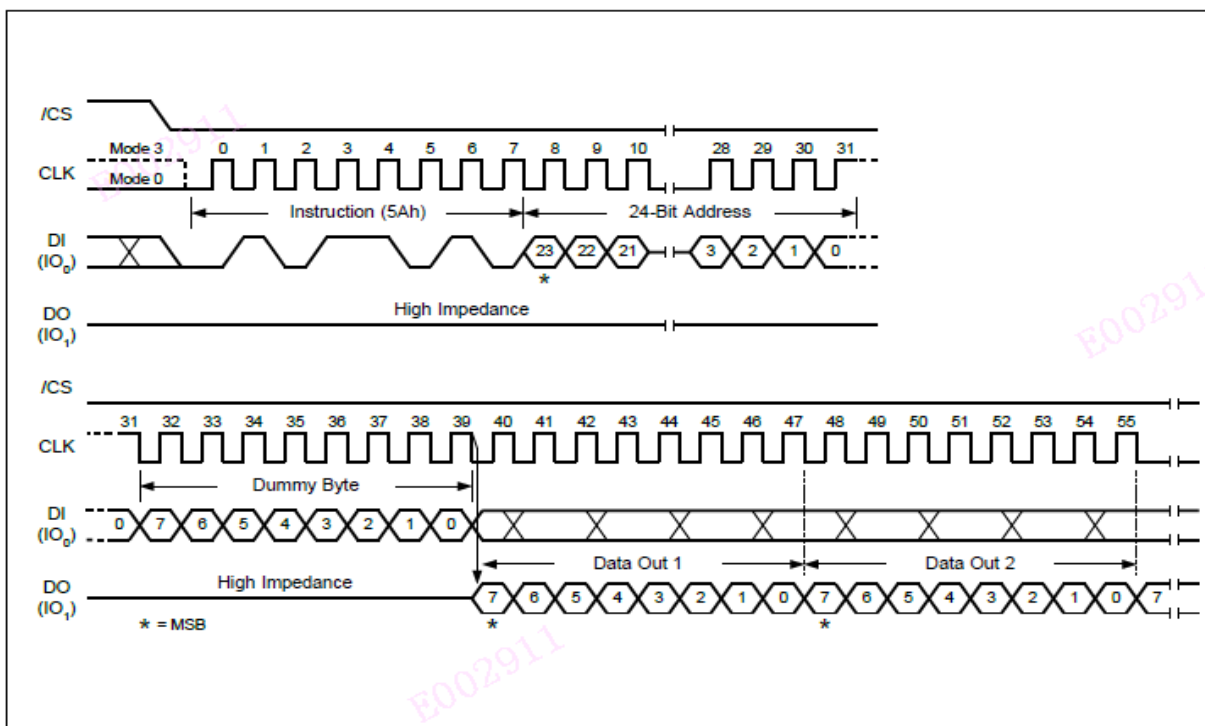 /CS
Mode 3 0 1 2 3 4 5 6 7 8 9 10 28 29 30 31
CLK Mode 0
Instruction (5Ah) 24-Bit Address
DI
(IO0) 23 22 21 3 2 1 0
*
High Impedance
DO
(IO1)
/CS
31 32 33 34 35 36 37 38 39 40 41 42 43 44 45 46 47 48 49 50 51 52 53 54 55
CLK
Dummy Byte
DI
(IO0) 0 7 6 5 4 3 2 1 0
Data Out 1 Data Out 2
High Impedance
DO
(IO1) 7 6 5 4 3 2 1 0 7 6 5 4 3 2 1 0 7
* = MSB * *
E002911
E002911
E002911